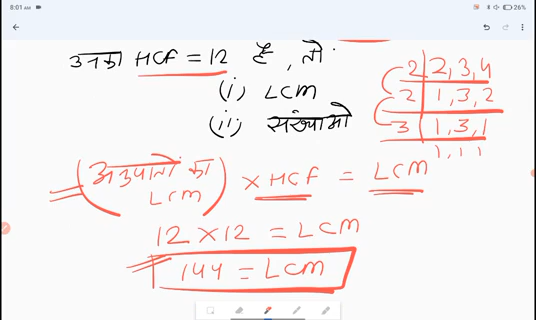 8:01 AM
26%
उनका HCF = 12 है, तो
(i) LCM
(ii) संख्याओ
2 | 2, 3, 4
2 | 1, 3, 2
3 | 1, 3, 1
1, 1, 1
(अनुपातों का LCM) × HCF = LCM
12 × 12 = LCM
144 = LCM